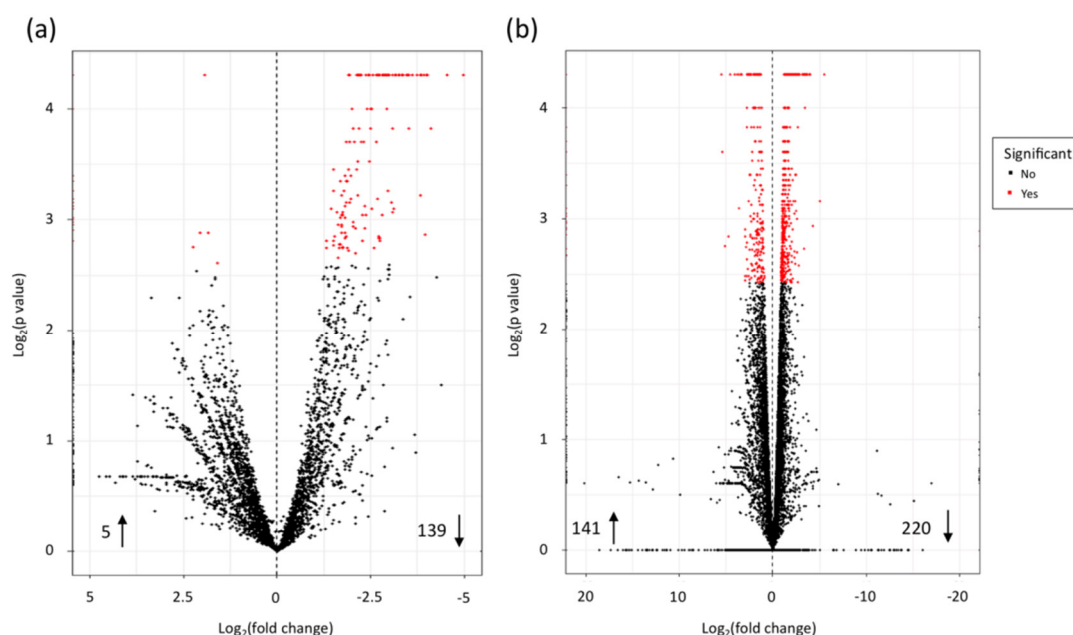 (a)
(b)
4
3
2
1
0
Log₂(p value)
5
2.5
0
-2.5
-5
Log₂(fold change)
5
139
4
3
2
1
0
Log₂(p value)
20
10
0
-10
-20
Log₂(fold change)
141
220
Significant
No
Yes